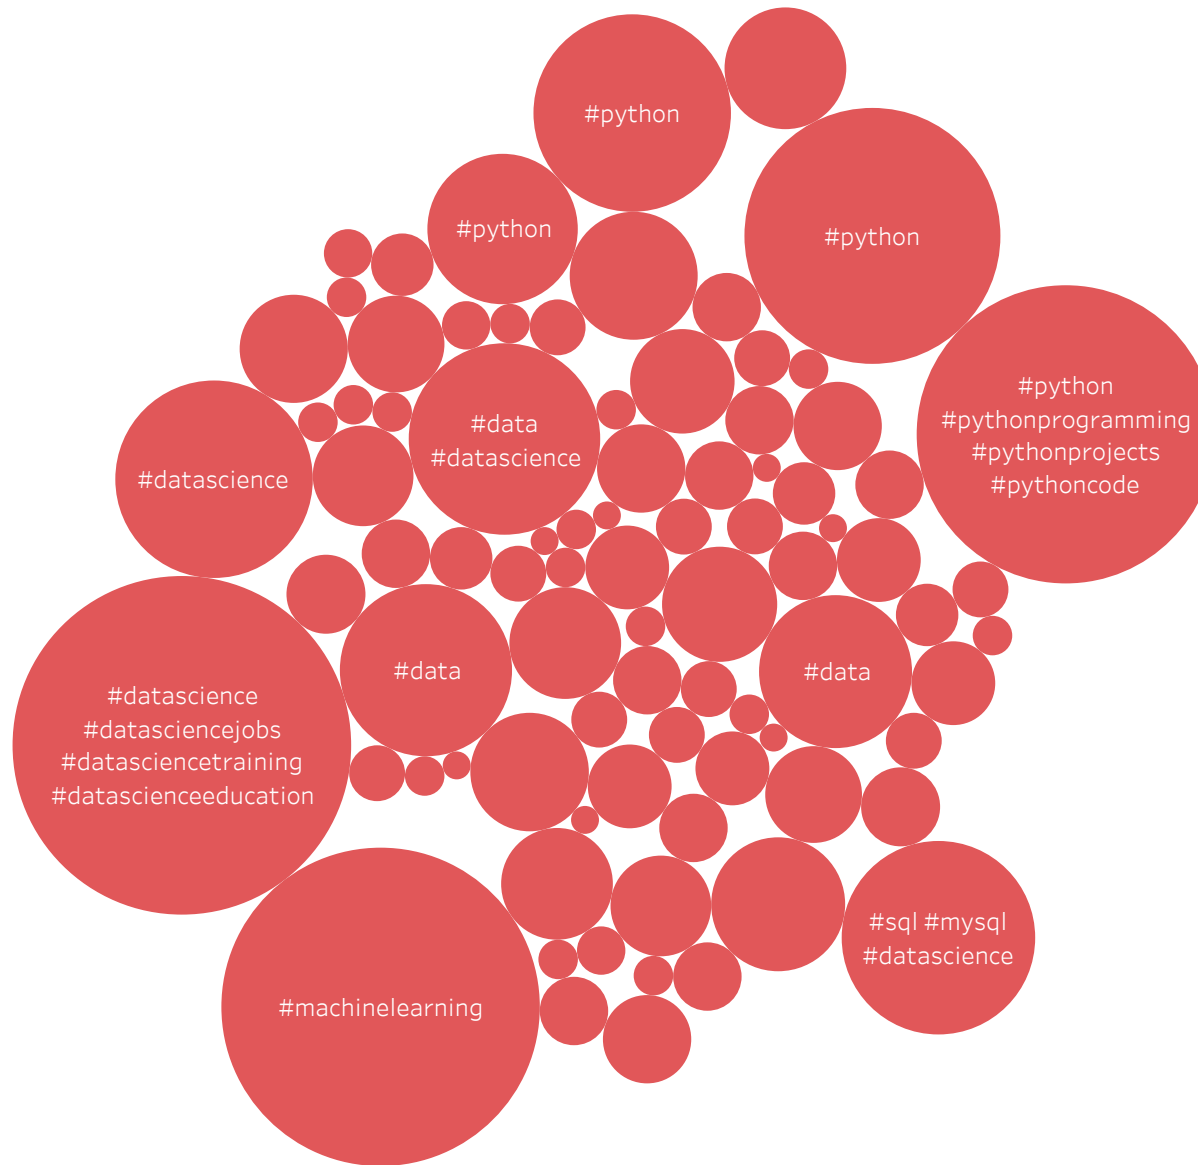 #python
#python
#python
#python
#pythonprogramming
#pythonprojects
#pythoncode
#data
#datascience
#datascience
#data
#data
#datascience
#datasciencejobs
#datasciencetraining
#datascienceeducation
#sql #mysql
#datascience
#machinelearning